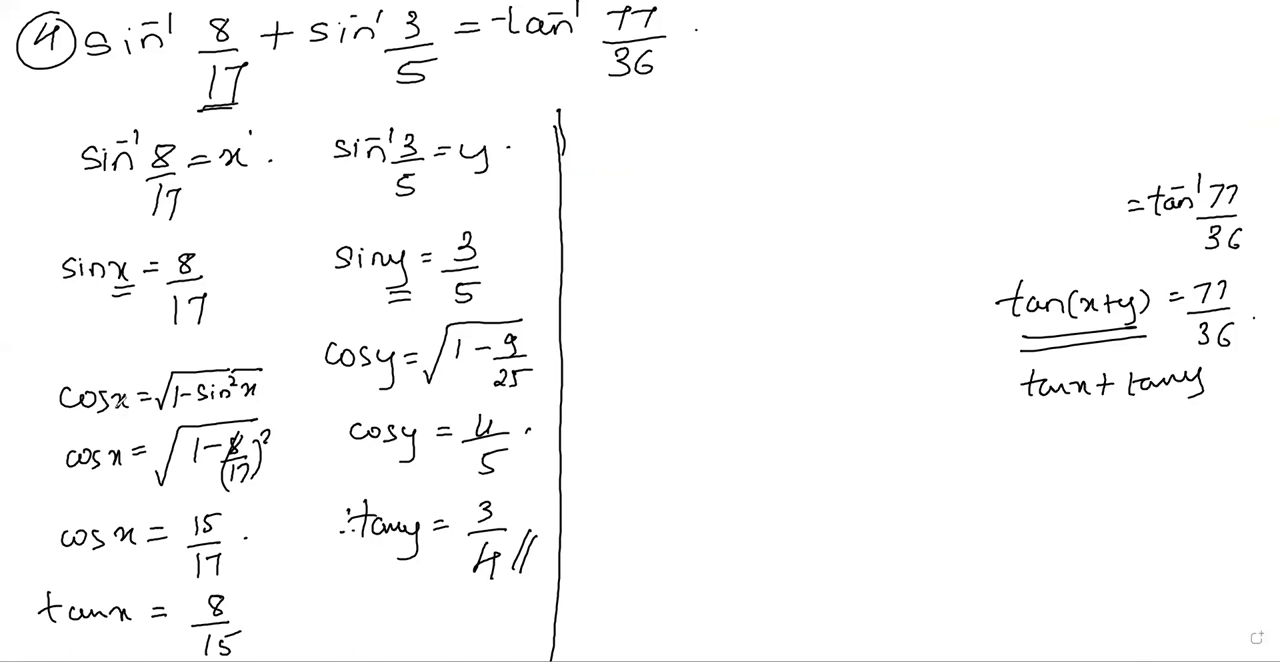 ④ sin⁻¹ 8/17 + sin⁻¹ 3/5 = tan⁻¹ 77/36 .
sin⁻¹ 8/17 = x .
sin x = 8/17
cos x = √(1 - sin² x)
cos x = √(1 - (8/17)²)
cos x = 15/17 .
tan x = 8/15
sin⁻¹ 3/5 = y .
sin y = 3/5
cos y = √(1 - 9/25)
cos y = 4/5 .
∴ tan y = 3/4 //
= tan⁻¹ 77/36
tan(x+y) = 77/36 .
tan x + tan y